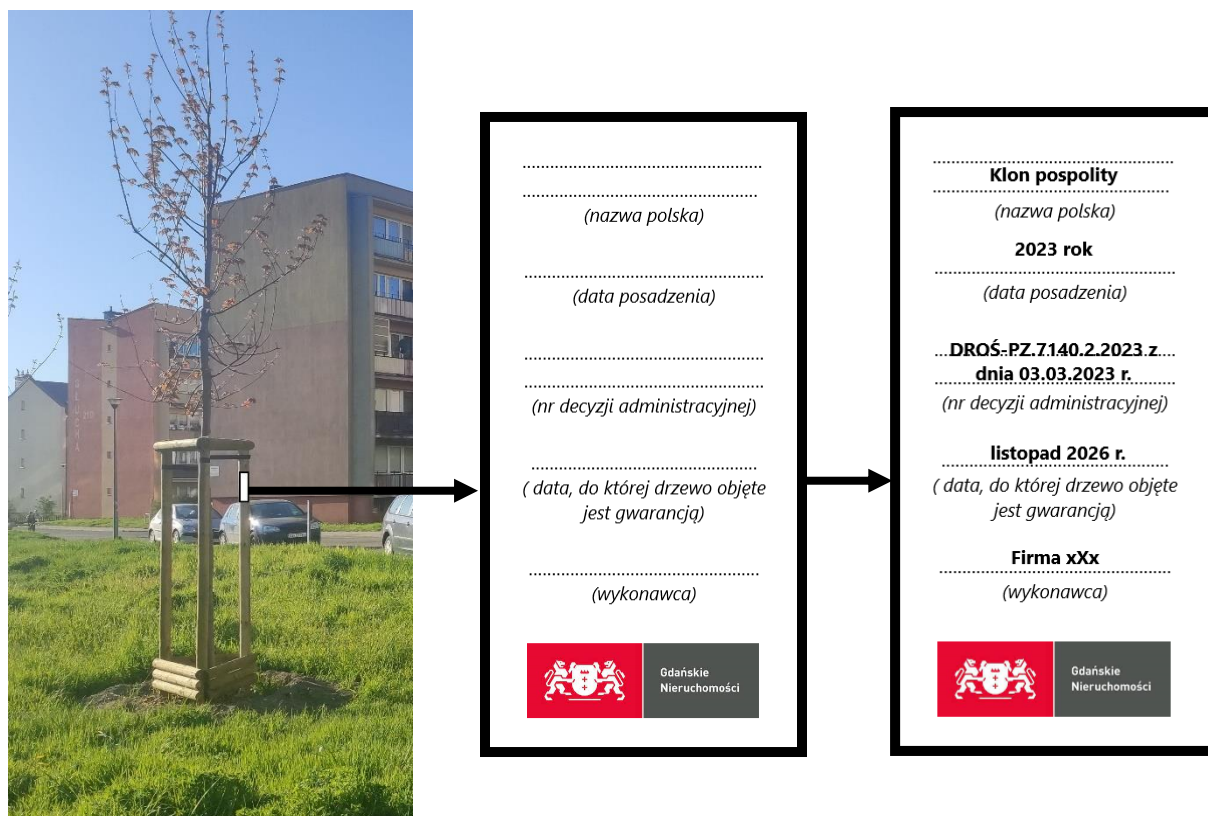 ....................................................
...................................................
(nazwa polska)
....................................................
(data posadzenia)
....................................................
....................................................
(nr decyzji administracyjnej)
.................................................
( data, do której drzewo objęte
jest gwarancją)
..................................................
(wykonawca)
Gdańskie
Nieruchomości
....................................................
Klon pospolity
...................................................
(nazwa polska)
2023 rok
....................................................
(data posadzenia)
DROŚ-PZ.7140.2.2023 z
dnia 03.03.2023 r.
(nr decyzji administracyjnej)
listopad 2026 r.
( data, do której drzewo objęte
jest gwarancją)
Firma xXx
(wykonawca)
Gdańskie
Nieruchomości